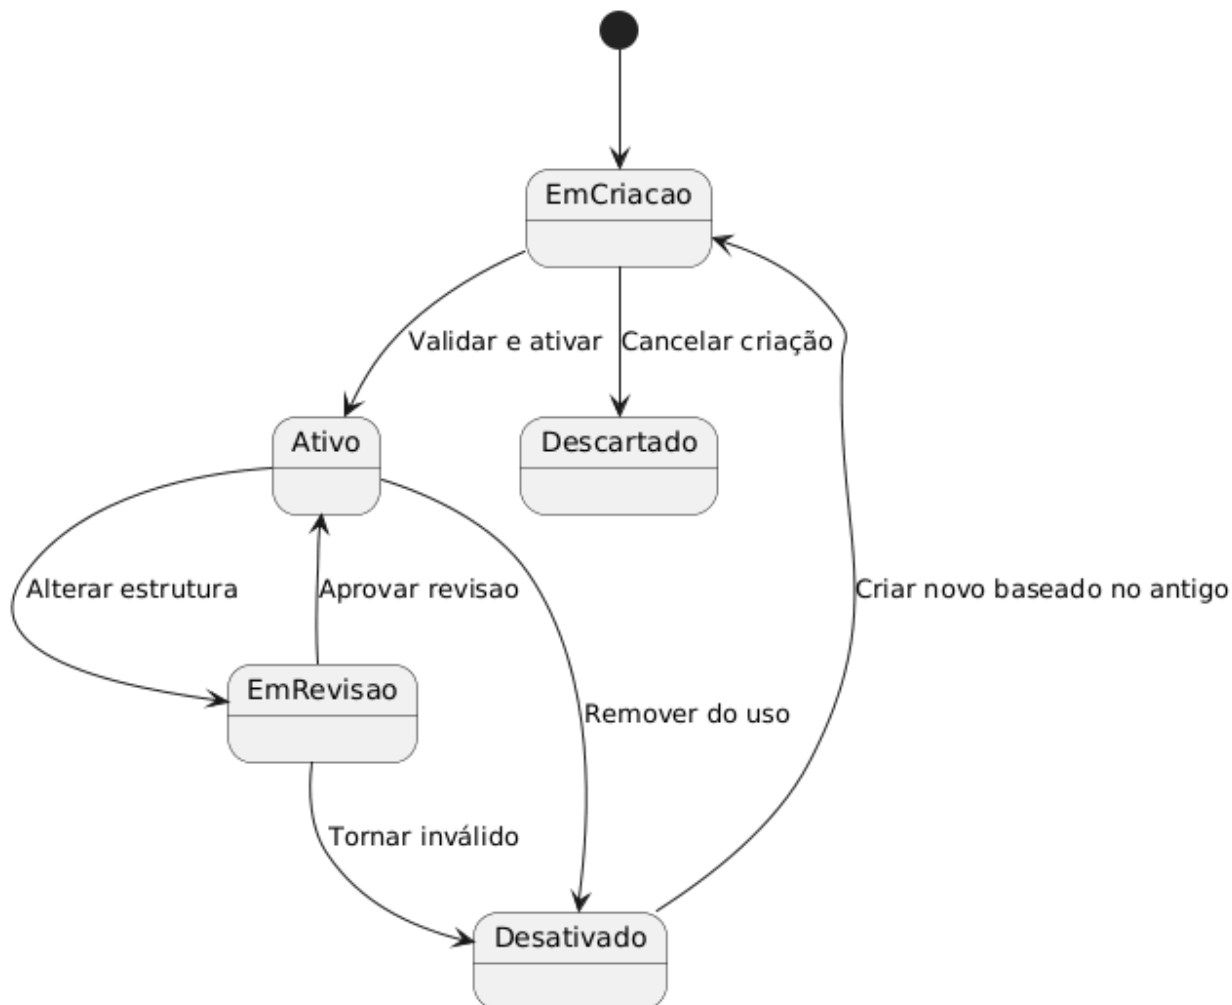 EmCriacao
Validar e ativar
Cancelar criação
Ativo
Descartado
Alterar estrutura
Aprovar revisao
Criar novo baseado no antigo
EmRevisao
Remover do uso
Tornar inválido
Desativado